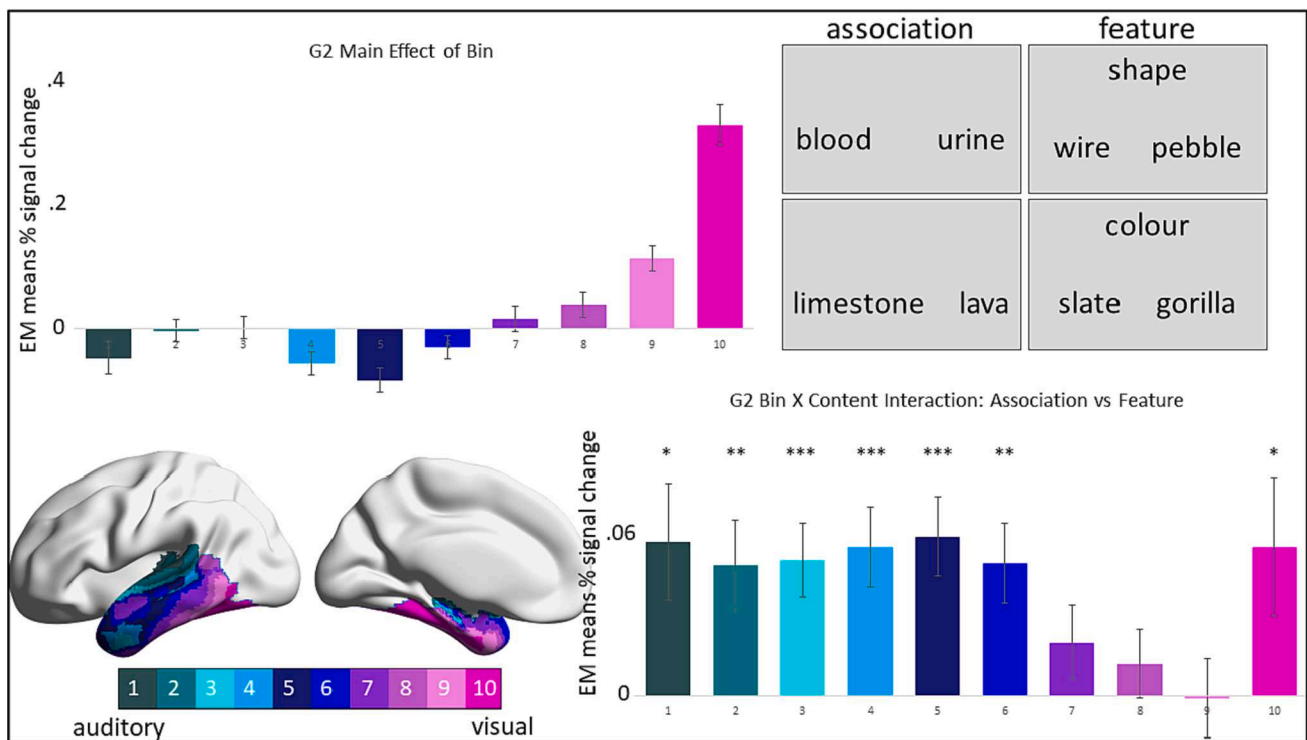 G2 Main Effect of Bin
EM means % signal change
.4
.2
0
2
3
4
5
7
8
9
10
association
feature
blood urine
shape
wire pebble
limestone lava
colour
slate gorilla
G2 Bin X Content Interaction: Association vs Feature
EM means % signal change
* ** *** *** *** ** *
.06
0
1 2 3 4 5 6 7 8 9 10
1 2 3 4 5 6 7 8 9 10
auditory visual